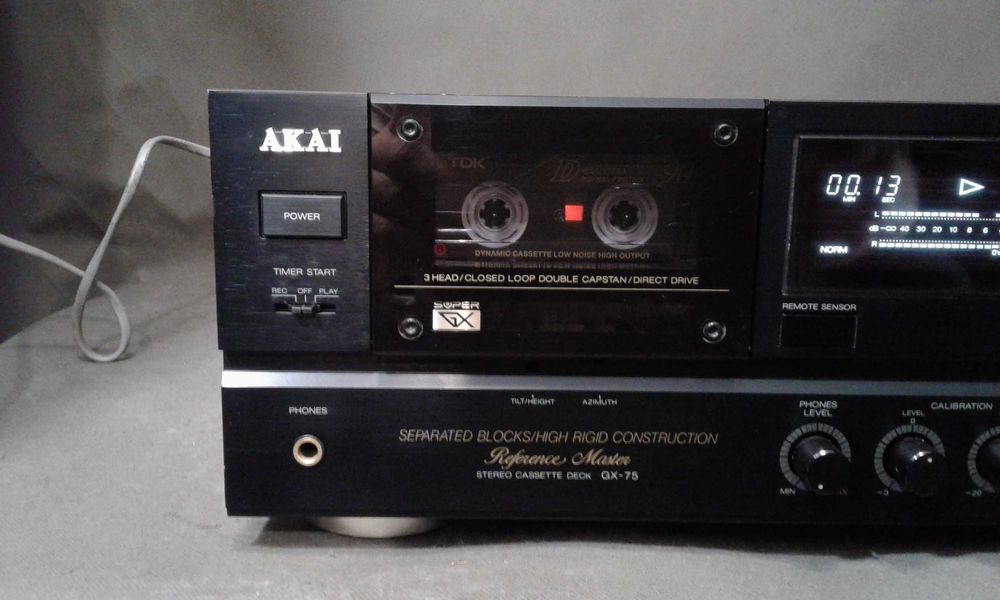 AKAI
POWER
TIMER START
REC OFF PLAY
TDK
D
DYNAMIC CASSETTE LOW NOISE HIGH OUTPUT
3 HEAD/CLOSED LOOP DOUBLE CAPSTAN/DIRECT DRIVE
SUPER
GX
00.13
MIN SEC
L
dB -∞ 40 30 20 10 8 6
R
NORM
REMOTE SENSOR
PHONES
TILT/HEIGHT AZIMUTH
SEPARATED BLOCKS/HIGH RIGID CONSTRUCTION
Reference Master
STEREO CASSETTE DECK GX-75
PHONES
LEVEL
MIN
CALIBRATION
LEVEL
0
-3
-20